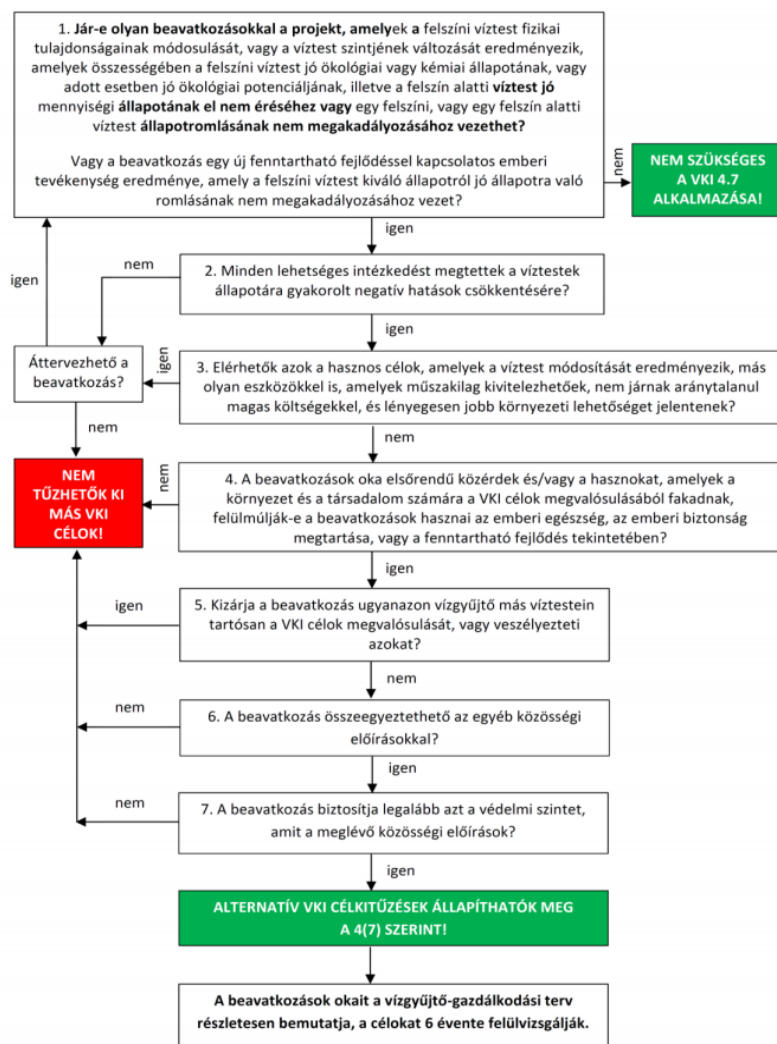 1. Jár-e olyan beavatkozásokkal a projekt, amelyek a felszíni víztest fizikai
tulajdonságainak módosulását, vagy a víztest szintjének változását eredményezik,
amelyek összességében a felszíni víztest jó ökológiai vagy kémiai állapotának, vagy
adott esetben jó ökológiai potenciáljának, illetve a felszín alatti víztest jó
mennyiségi állapotának el nem éréséhez vagy egy felszíni, vagy egy felszín alatti
víztest állapotromlásának nem megakadályozásához vezethet?
Vagy a beavatkozás egy új fenntartható fejlődéssel kapcsolatos emberi
tevékenység eredménye, amely a felszíni víztest kiváló állapotról jó állapotra való
romlásának nem megakadályozásához vezet?
nem
NEM SZÜKSÉGES
A VKI 4.7
ALKALMAZÁSA!
igen
igen
nem
2. Minden lehetséges intézkedést megtettek a víztestek
állapotára gyakorolt negatív hatások csökkentésére?
igen
Áttervezhető a
beavatkozás?
igen
3. Elérhetők azok a hasznos célok, amelyek a víztest módosítását eredményezik, más
olyan eszközökkel is, amelyek műszakilag kivitelezhetőek, nem járnak aránytalanul
magas költségekkel, és lényegesen jobb környezeti lehetőséget jelentenek?
nem
nem
NEM
TŰZHETŐK KI
MÁS VKI
CÉLOK!
nem
4. A beavatkozások oka elsőrendű közérdek és/vagy a hasznokat, amelyek a
környezet és a társadalom számára a VKI célok megvalósulásából fakadnak,
felülmúlják-e a beavatkozások hasznai az emberi egészség, az emberi biztonság
megtartása, vagy a fenntartható fejlődés tekintetében?
igen
igen
5. Kizárja a beavatkozás ugyanazon vízgyűjtő más víztestein
tartósan a VKI célok megvalósulását, vagy veszélyezteti
azokat?
nem
nem
6. A beavatkozás összeegyeztethető az egyéb közösségi
előírásokkal?
igen
nem
7. A beavatkozás biztosítja legalább azt a védelmi szintet,
amit a meglévő közösségi előírások?
igen
ALTERNATÍV VKI CÉLKITŰZÉSEK ÁLLAPÍTHATÓK MEG
A 4(7) SZERINT!
A beavatkozások okait a vízgyűjtő-gazdálkodási terv
részletesen bemutatja, a célokat 6 évente felülvizsgálják.